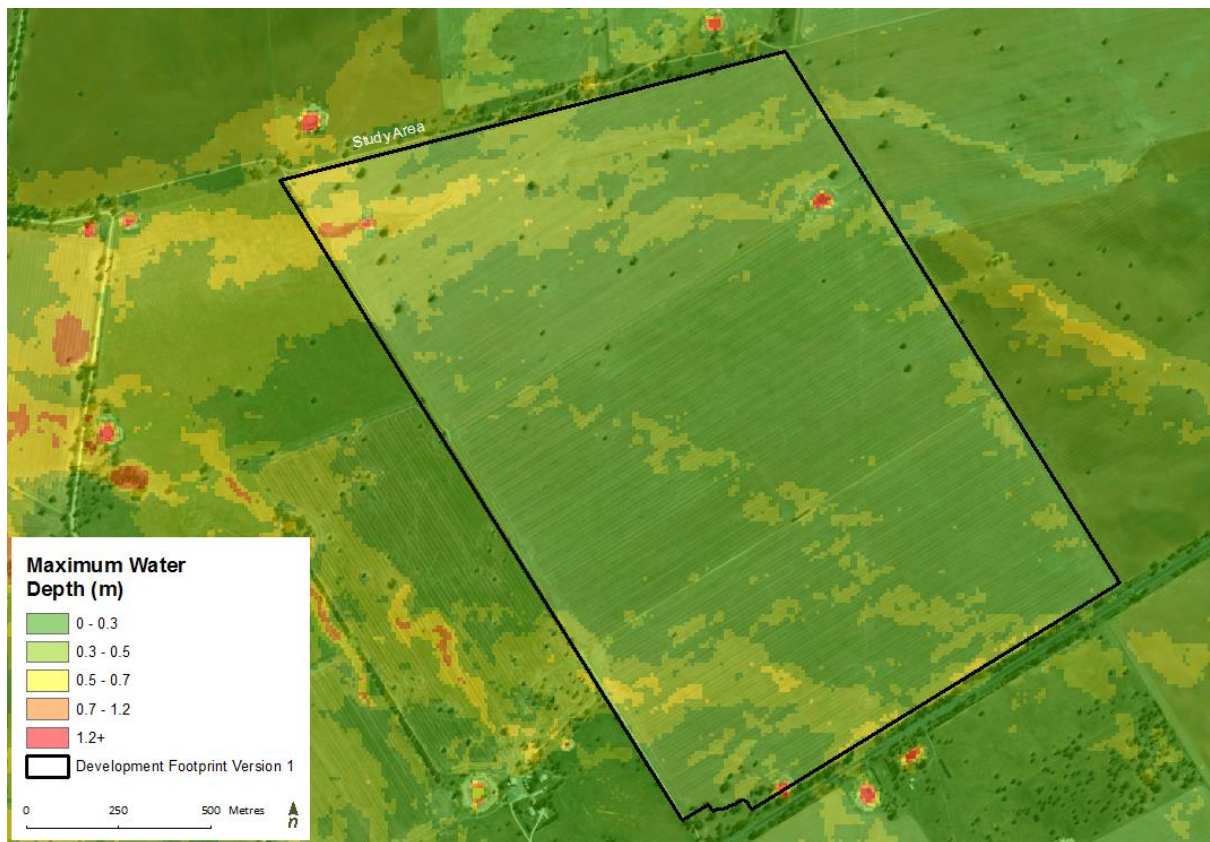 Study Area
Maximum Water
Depth (m)
0 - 0.3
0.3 - 0.5
0.5 - 0.7
0.7 - 1.2
1.2+
Development Footprint Version 1
0 250 500 Metres
n